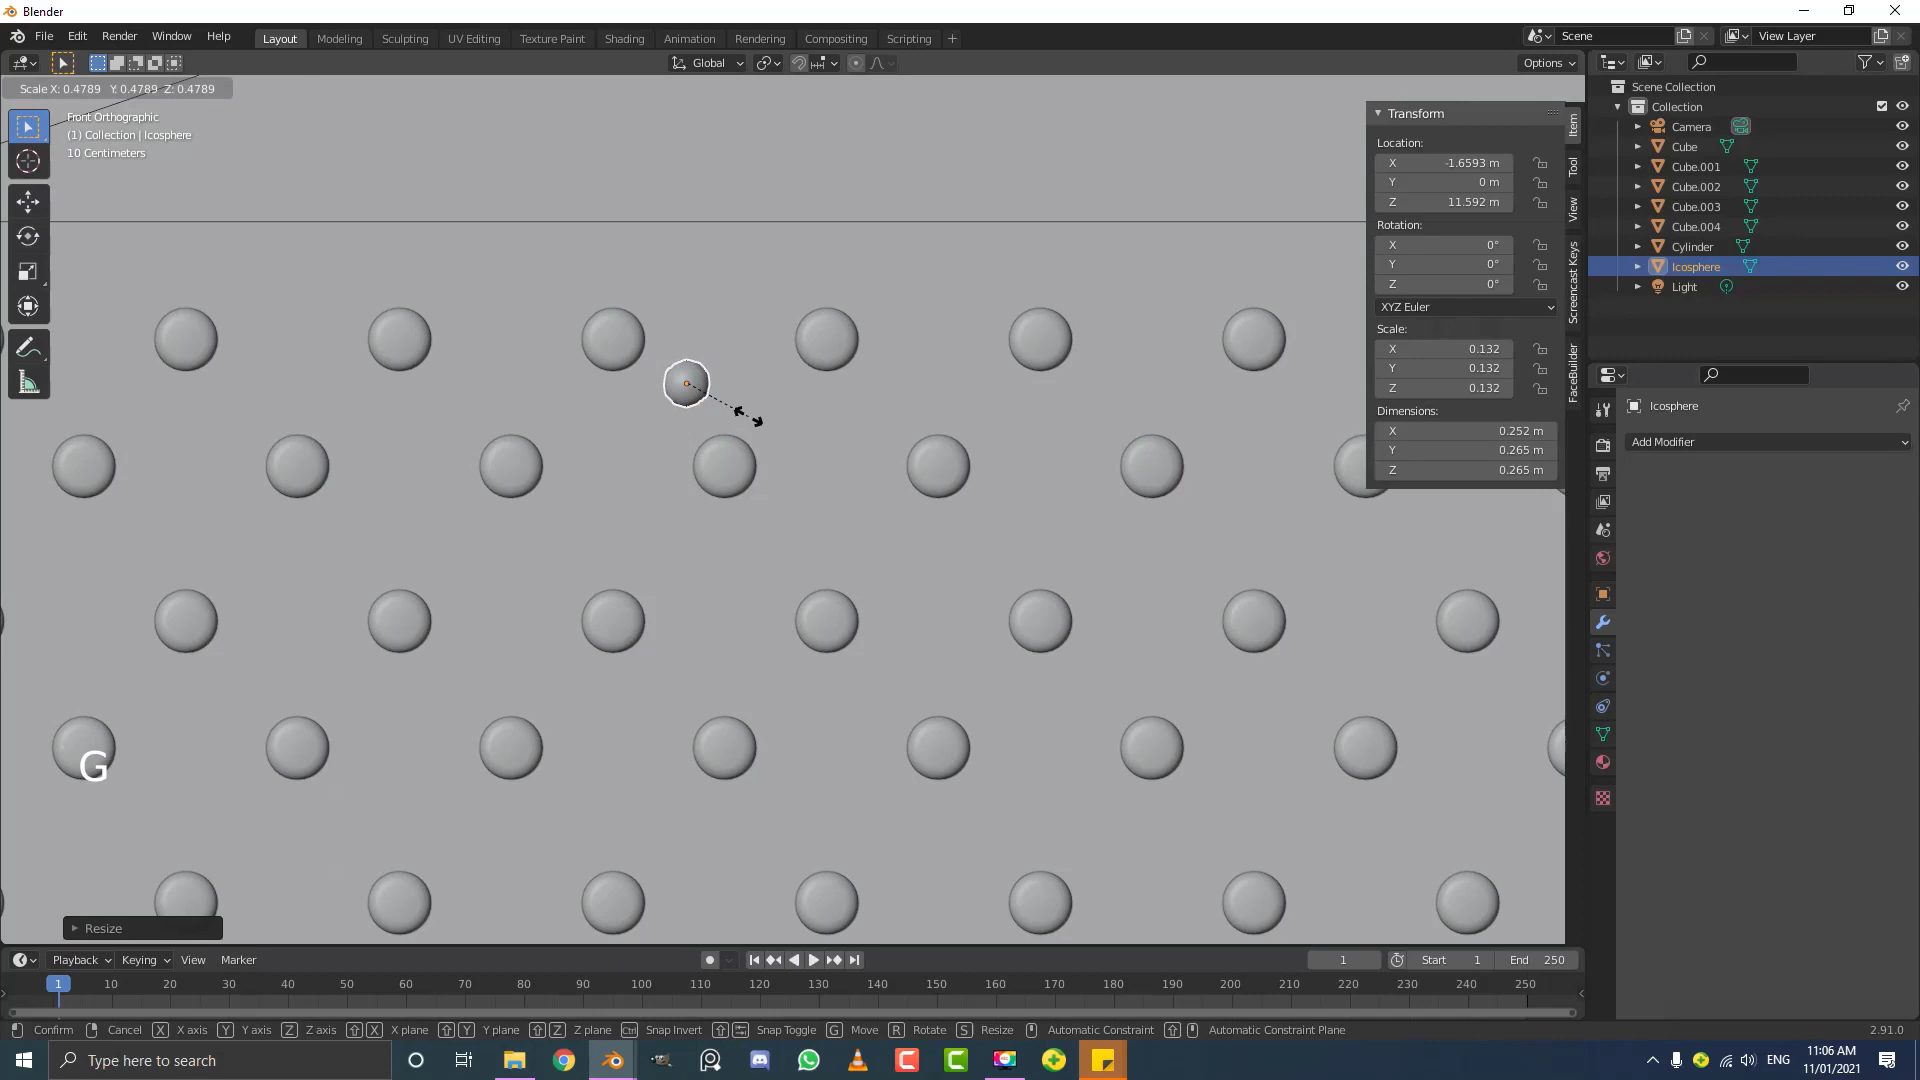 Blender
File Edit Render Window Help
Layout Modeling Sculpting UV Editing Texture Paint Shading Animation Rendering Compositing Scripting
Scene
View Layer
Global
Options
Scale X: 0.4789 Y: 0.4789 Z: 0.4789
Front Orthographic
(1) Collection | Icosphere
10 Centimeters
Transform
Location:
X -1.6593 m
Y 0 m
Z 11.592 m
Rotation:
X 0°
Y 0°
Z 0°
XYZ Euler
Scale:
X 0.132
Y 0.132
Z 0.132
Dimensions:
X 0.252 m
Y 0.265 m
Z 0.265 m
Item
Tool
View
Screencast Keys
FaceBuilder
Scene Collection
Collection
Camera
Cube
Cube.001
Cube.002
Cube.003
Cube.004
Cylinder
Icosphere
Light
Icosphere
Add Modifier
G
Resize
Playback Keying View Marker
1
Start 1
End 250
1 10 20 30 40 50 60 70 80 90 100 110 120 130 140 150 160 170 180 190 200 210 220 230 240 250
Confirm Cancel X X axis Y Y axis Z Z axis X X plane Y Y plane Z Z plane Ctrl Snap Invert Snap Toggle G Move R Rotate S Resize Automatic Constraint Automatic Constraint Plane
2.91.0
Type here to search
ENG
11:06 AM
11/01/2021